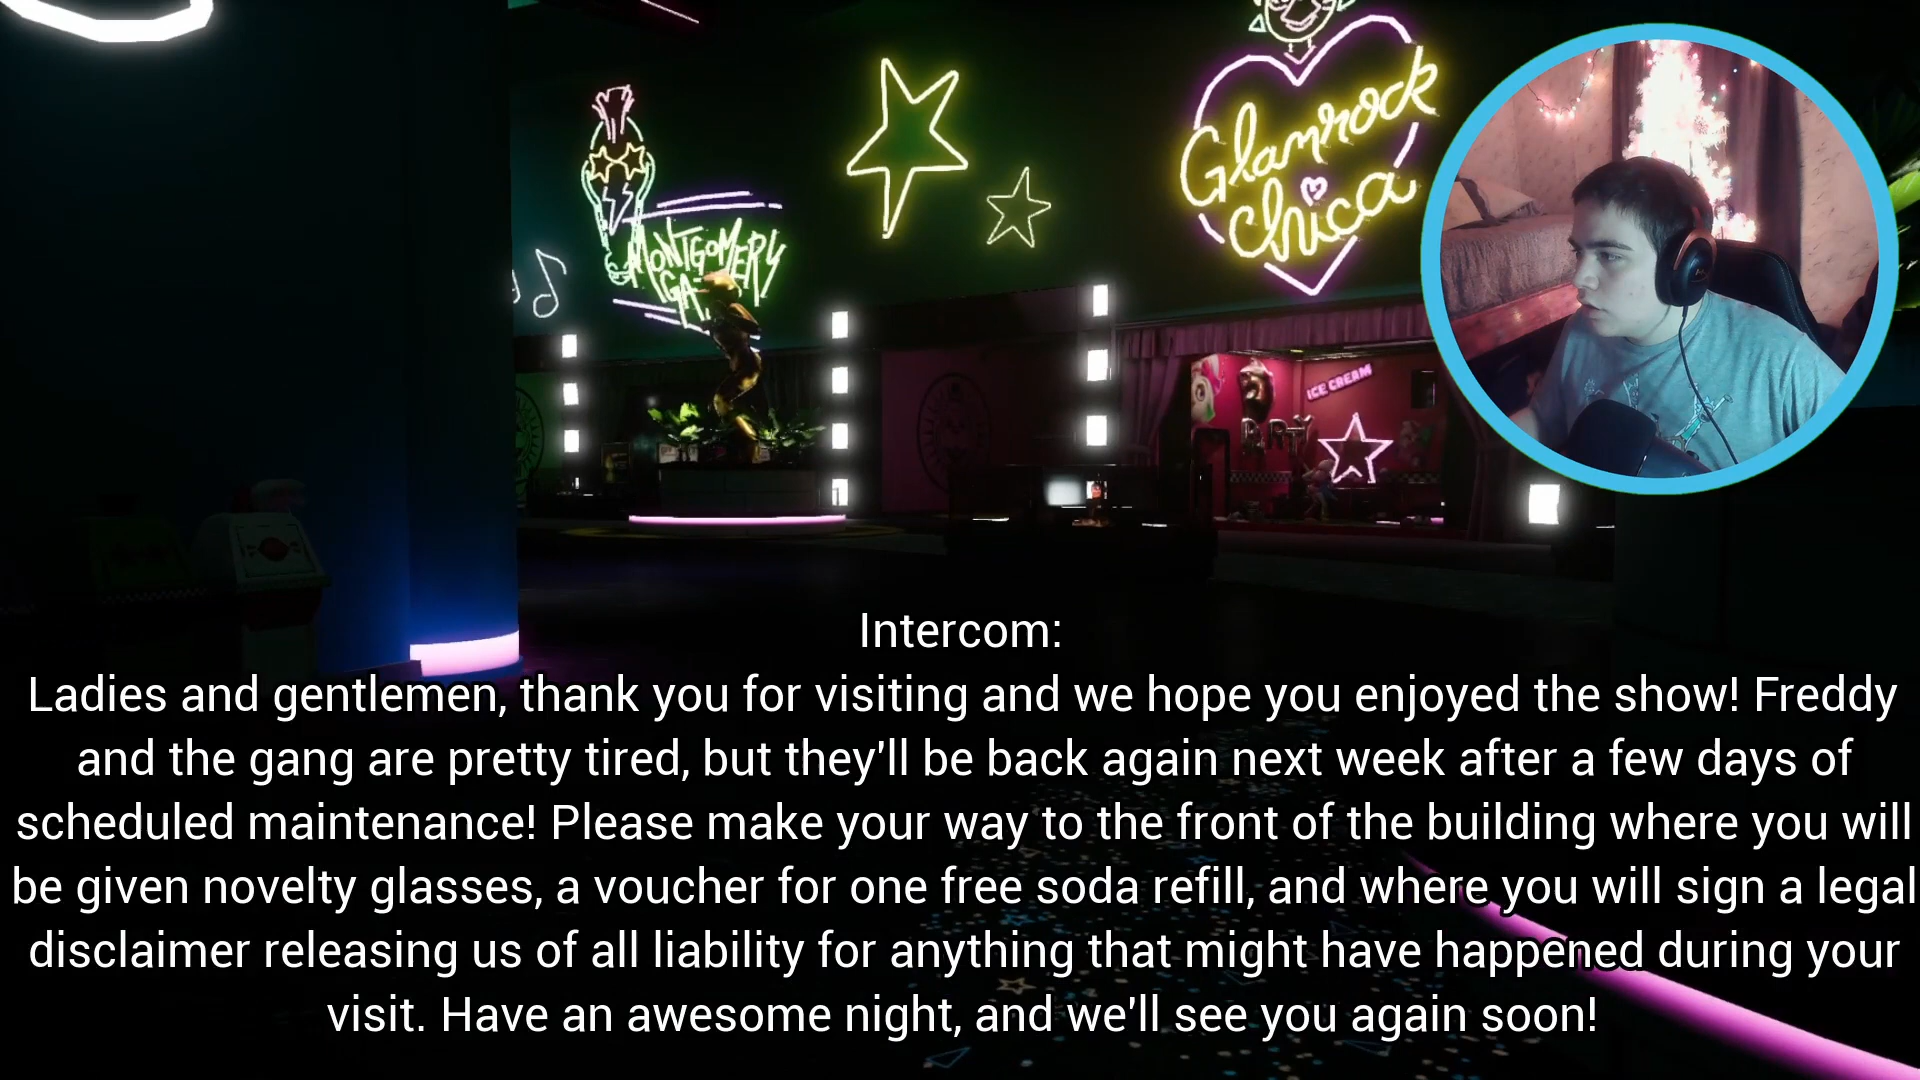 Glamrock
Chica
MONTGOMERY
ICE CREAM
PARTY
Intercom:
Ladies and gentlemen, thank you for visiting and we hope you enjoyed the show! Freddy
and the gang are pretty tired, but they'll be back again next week after a few days of
scheduled maintenance! Please make your way to the front of the building where you will
be given novelty glasses, a voucher for one free soda refill, and where you will sign a legal
disclaimer releasing us of all liability for anything that might have happened during your
visit. Have an awesome night, and we'll see you again soon!